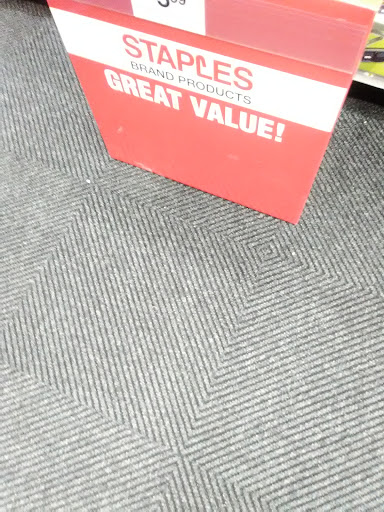 STAPLES
BRAND PRODUCTS
GREAT VALUE!